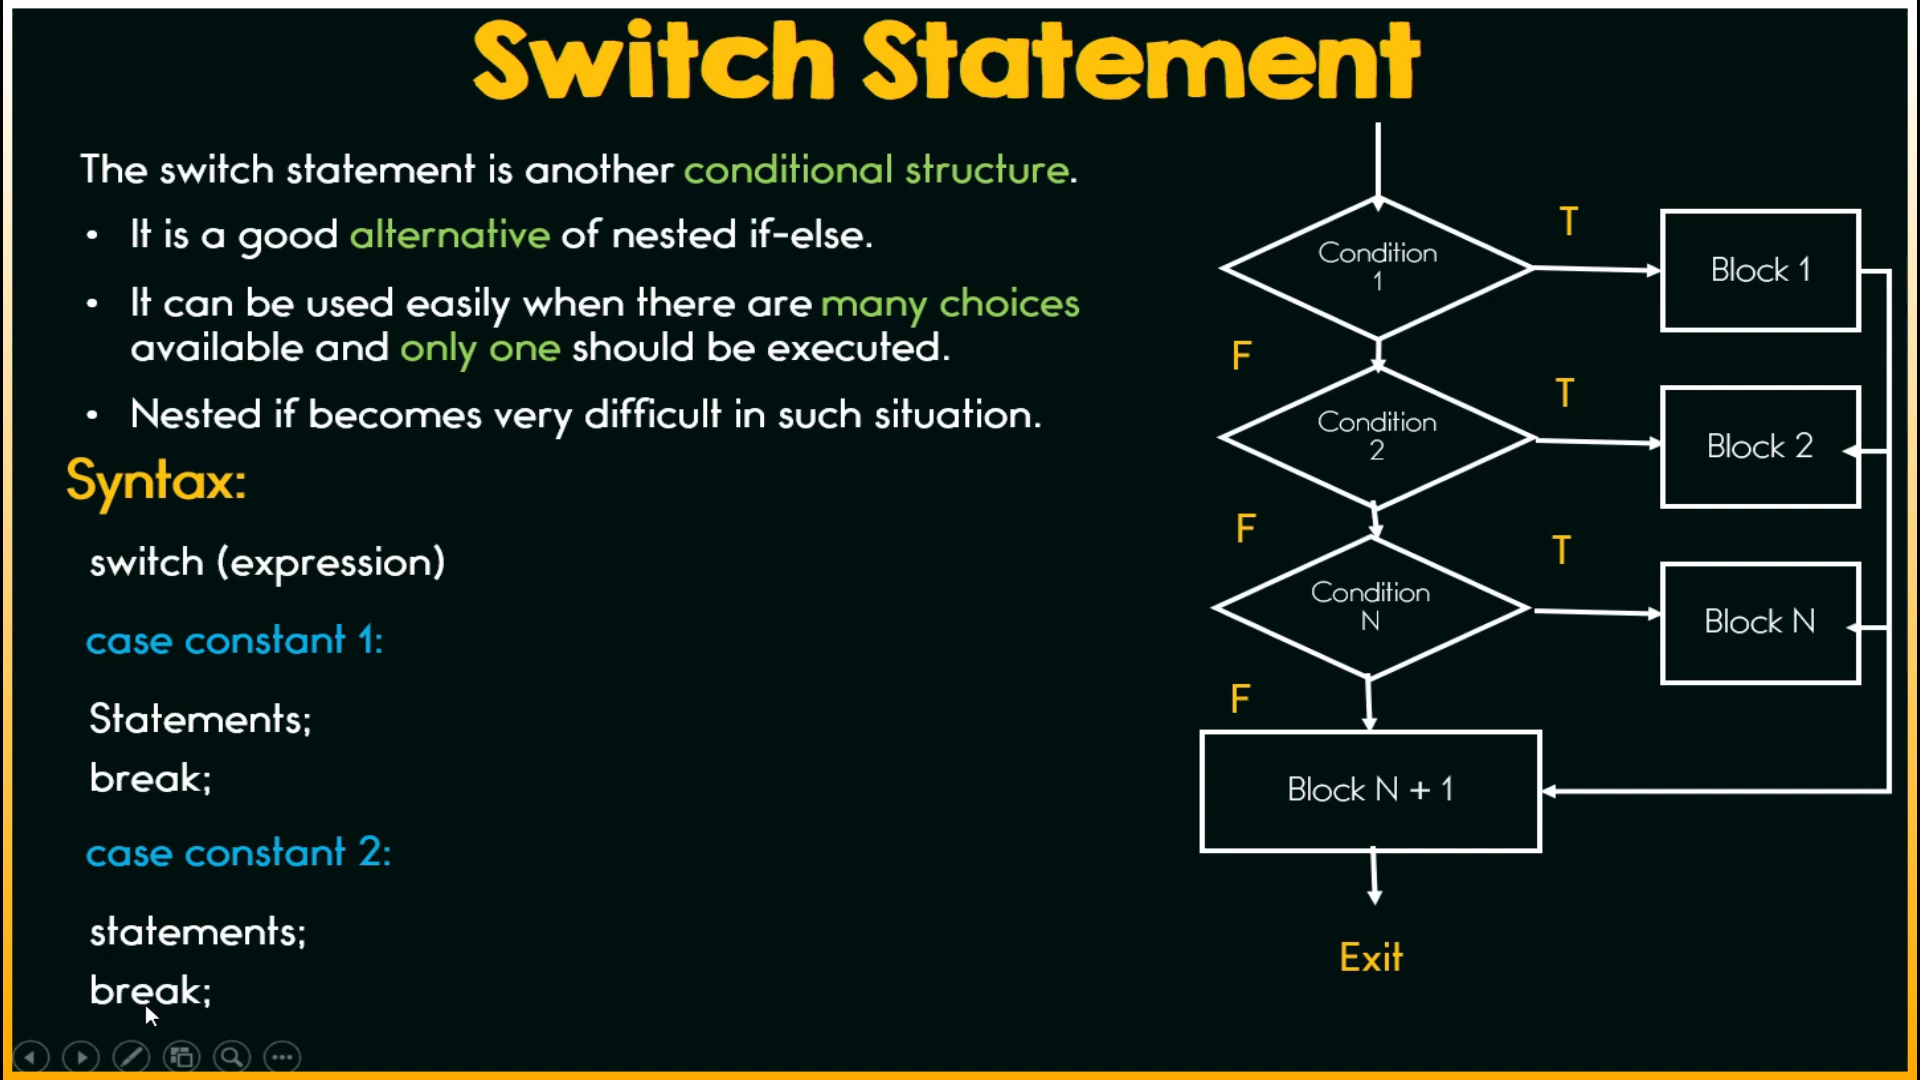 Switch Statement
The switch statement is another conditional structure.
• It is a good alternative of nested if-else.
• It can be used easily when there are many choices
available and only one should be executed.
• Nested if becomes very difficult in such situation.
Syntax:
switch (expression)
case constant 1:
Statements;
break;
case constant 2:
statements;
break;
Condition
1
T
Block 1
F
Condition
2
T
Block 2
F
Condition
N
T
Block N
F
Block N + 1
Exit